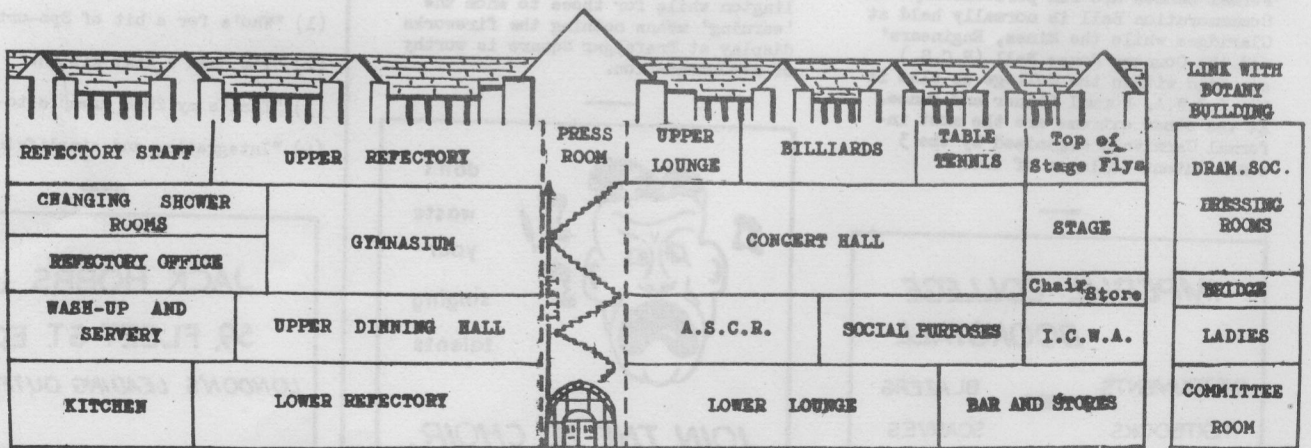 LINK WITH
BOTANY
BUILDING
REFECTORY STAFF
UPPER REFECTORY
PRESS
ROOM
UPPER
LOUNGE
BILLIARDS
TABLE
TENNIS
Top of
Stage Flys
DRAM.SOC.
DRESSING
ROOMS
CHANGING SHOWER
ROOMS
REFECTORY OFFICE
GYMNASIUM
CONCERT HALL
STAGE
Chair
Store
BRIDGE
WASH-UP AND
SERVERY
UPPER DINNING HALL
A.S.C.R.
SOCIAL PURPOSES
I.C.W.A.
LADIES
KITCHEN
LOWER REFECTORY
LOWER LOUNGE
BAR AND STORES
COMMITTEE
ROOM